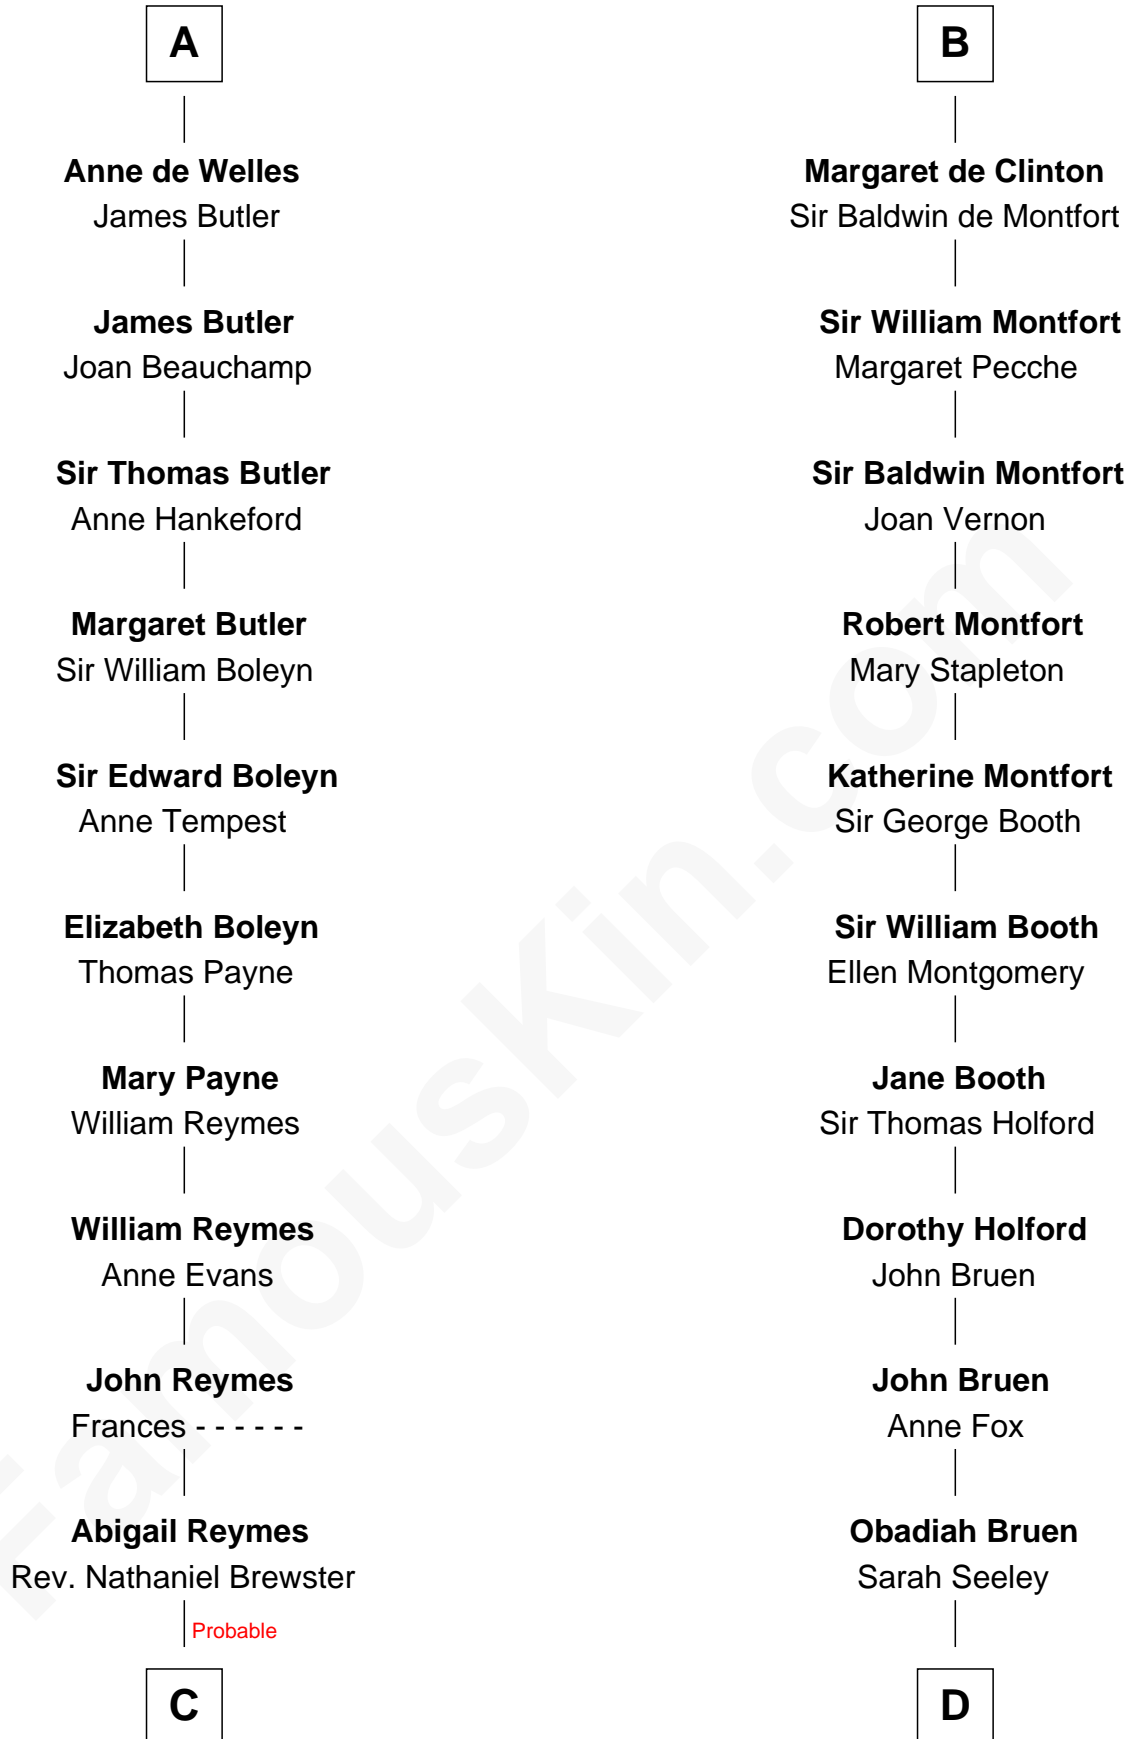 A
Anne de Welles
James Butler
James Butler
Joan Beauchamp
Sir Thomas Butler
Anne Hankeford
Margaret Butler
Sir William Boleyn
Sir Edward Boleyn
Anne Tempest
Elizabeth Boleyn
Thomas Payne
Mary Payne
William Reymes
William Reymes
Anne Evans
John Reymes
Frances - - - - - -
Abigail Reymes
Rev. Nathaniel Brewster
Probable
C
B
Margaret de Clinton
Sir Baldwin de Montfort
Sir William Montfort
Margaret Pecche
Sir Baldwin Montfort
Joan Vernon
Robert Montfort
Mary Stapleton
Katherine Montfort
Sir George Booth
Sir William Booth
Ellen Montgomery
Jane Booth
Sir Thomas Holford
Dorothy Holford
John Bruen
John Bruen
Anne Fox
Obadiah Bruen
Sarah Seeley
D
FamousKin.com